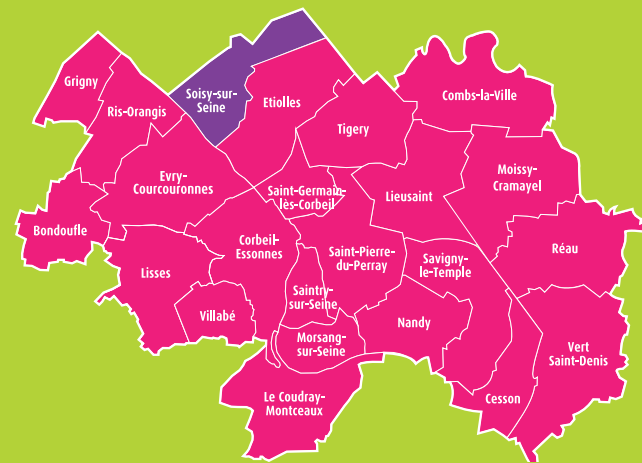 Grigny
Ris-Orangis
Soisy-sur-
Seine
Etiolles
Tigery
Combs-la-Ville
Evry-
Courcouronnes
Saint-Germain-
lès-Corbeil
Lieusaint
Moissy-
Cramayel
Bondoufle
Lisses
Corbeil-
Essonnes
Saint-Pierre-
du-Perray
Savigny-
le-Temple
Réau
Villabé
Saintry-
sur-Seine
Morsang-
sur-Seine
Nandy
Vert
Saint-Denis
Le Coudray-
Montceaux
Cesson